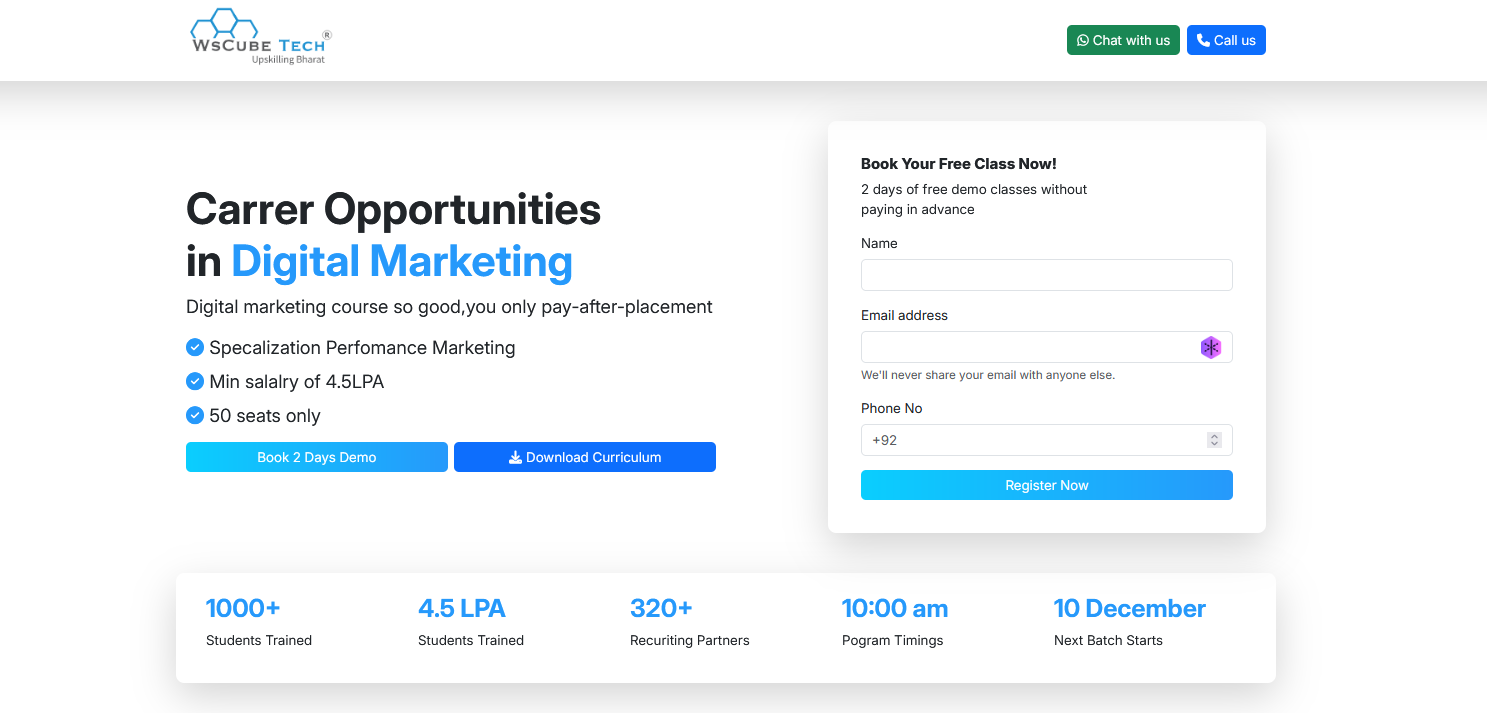 WSCUBE TECH®
Upskilling Bharat
Chat with us
Call us
Carrer Opportunities
in Digital Marketing
Digital marketing course so good,you only pay-after-placement
Specalization Perfomance Marketing
Min salalry of 4.5LPA
50 seats only
Book 2 Days Demo
Download Curriculum
Book Your Free Class Now!
2 days of free demo classes without
paying in advance
Name
Email address
We'll never share your email with anyone else.
Phone No
+92
Register Now
1000+
Students Trained
4.5 LPA
Students Trained
320+
Recuriting Partners
10:00 am
Pogram Timings
10 December
Next Batch Starts